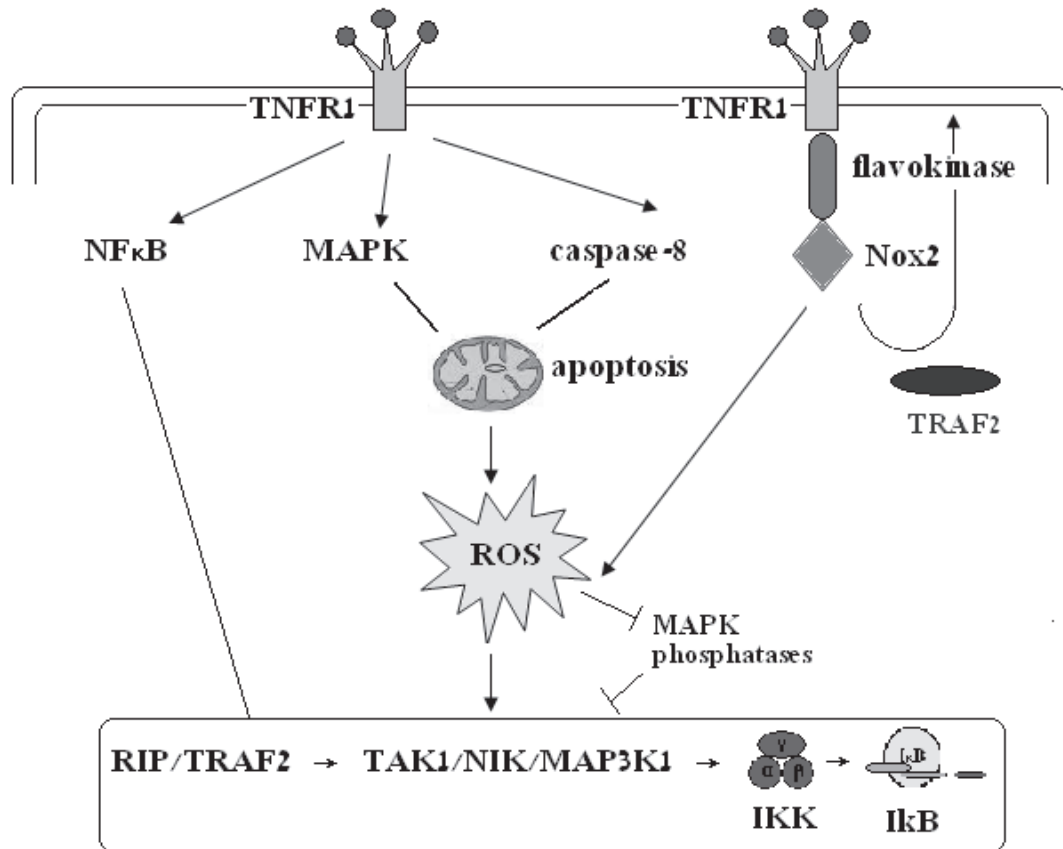 TNFR1
TNFR1
flavokinase
NFκB
MAPK
caspase-8
Nox2
apoptosis
TRAF2
ROS
MAPK
phosphatases
RIP/TRAF2
TAK1/NIK/MAP3K1
γ
α
β
IKK
IkB